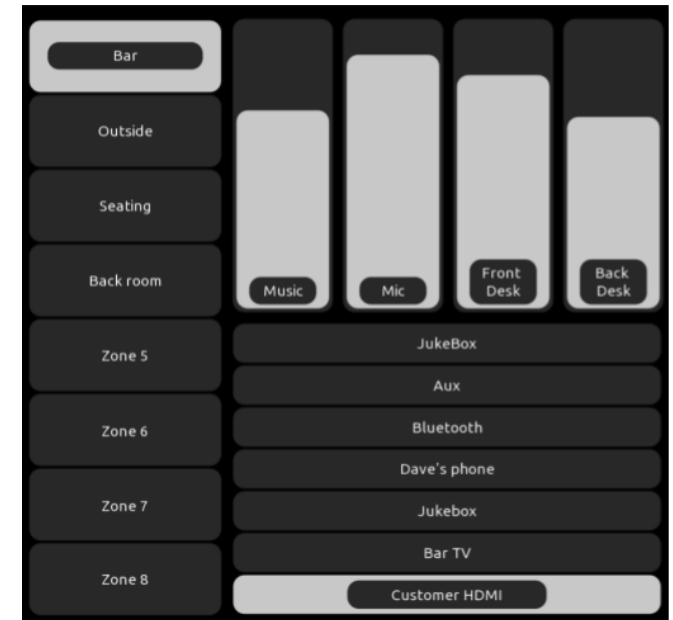 Bar
Outside
Seating
Back room
Zone 5
Zone 6
Zone 7
Zone 8
Music
Mic
Front
Desk
Back
Desk
JukeBox
Aux
Bluetooth
Dave's phone
Jukebox
Bar TV
Customer HDMI